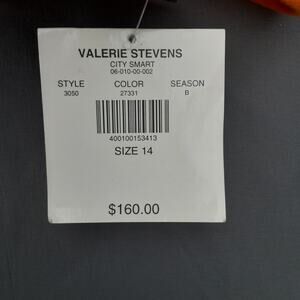 VALERIE STEVENS
CITY SMART
06-010-00-002
STYLE COLOR SEASON
3050 27331 B
400100153413
SIZE 14
$160.00